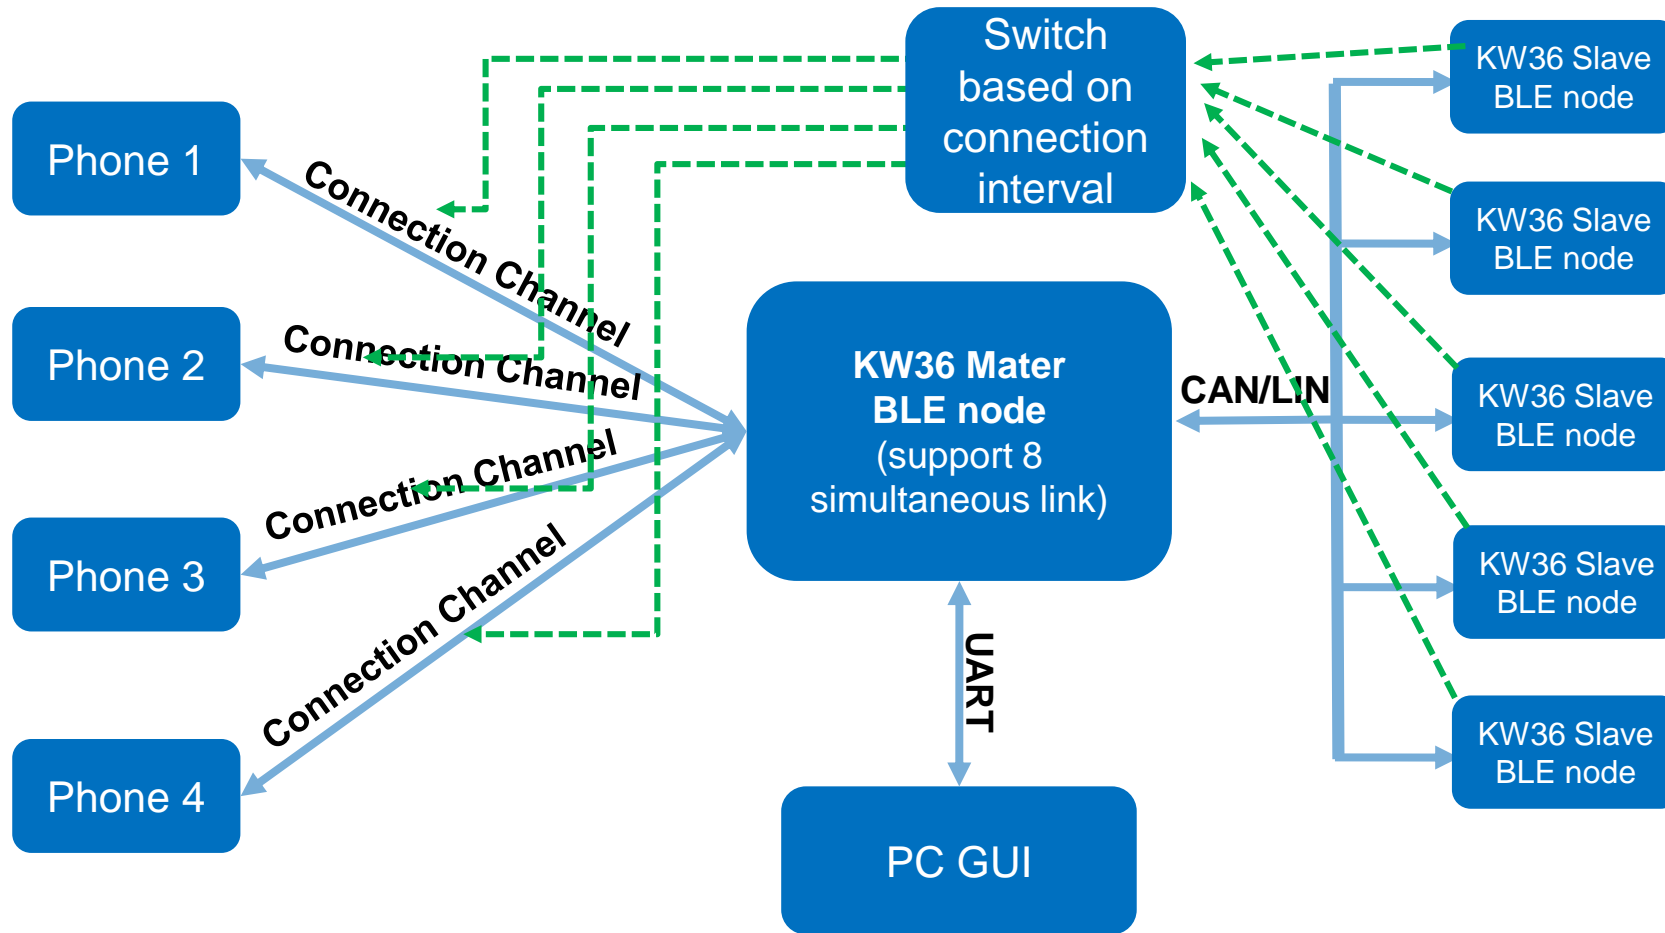 Switch
based on
connection
interval
KW36 Slave
BLE node
Phone 1
Connection Channel
KW36 Slave
BLE node
Phone 2
Connection Channel
KW36 Mater
BLE node
(support 8
simultaneous link)
CAN/LIN
KW36 Slave
BLE node
Phone 3
Connection Channel
KW36 Slave
BLE node
Phone 4
Connection Channel
UART
KW36 Slave
BLE node
PC GUI